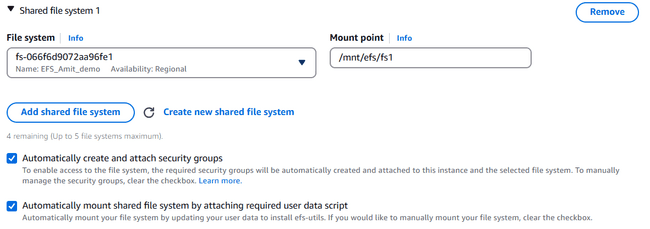 Shared file system 1
Remove
File system Info
Mount point Info
fs-066f6d9072aa96fe1
Name: EFS_Amit_demo Availability: Regional
/mnt/efs/fs1
Add shared file system
Create new shared file system
4 remaining (Up to 5 file systems maximum).
Automatically create and attach security groups
To enable access to the file system, the required security groups will be automatically created and attached to this instance and the selected file system. To manually
manage the security groups, clear the checkbox. Learn more.
Automatically mount shared file system by attaching required user data script
Automatically mount your file system by updating your user data to install efs-utils. If you would like to manually mount your file system, clear the checkbox.